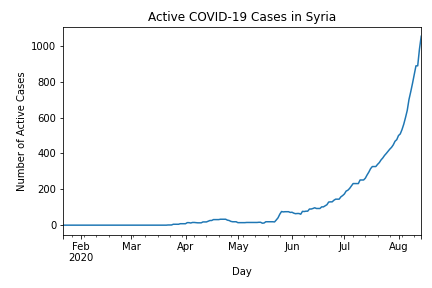 Active COVID-19 Cases in Syria
Number of Active Cases
1000
800
600
400
200
0
Feb Mar Apr May Jun Jul Aug
2020
Day